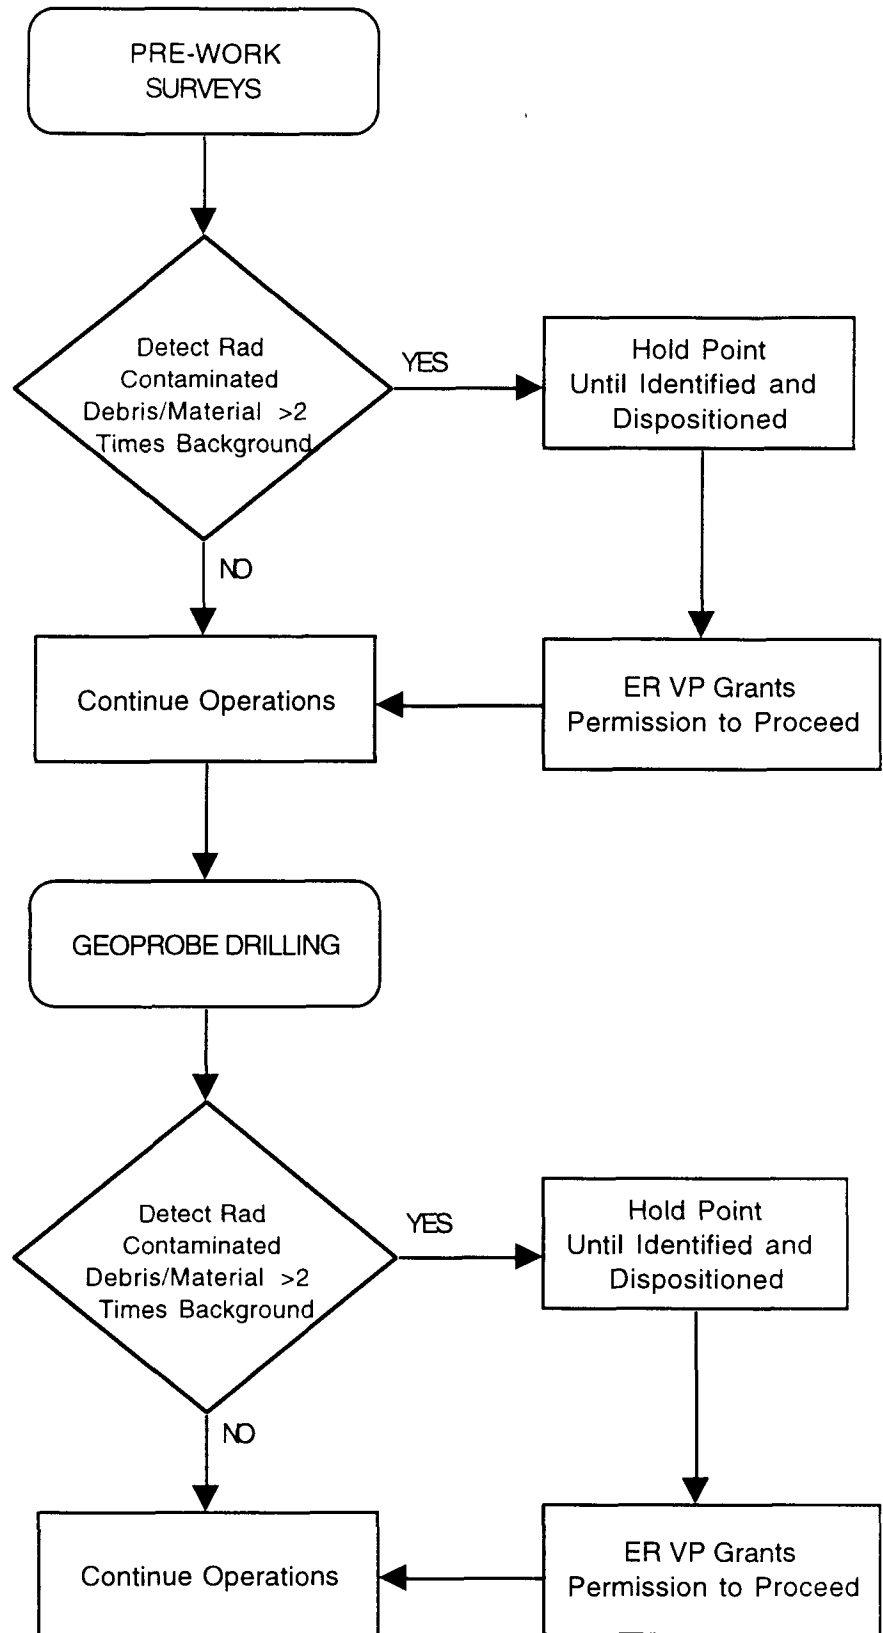 PRE-WORK
SURVEYS
Detect Rad
Contaminated
Debris/Material >2
Times Background
YES
Hold Point
Until Identified and
Dispositioned
NO
Continue Operations
ER VP Grants
Permission to Proceed
GEOPROBE DRILLING
Detect Rad
Contaminated
Debris/Material >2
Times Background
YES
Hold Point
Until Identified and
Dispositioned
NO
Continue Operations
ER VP Grants
Permission to Proceed